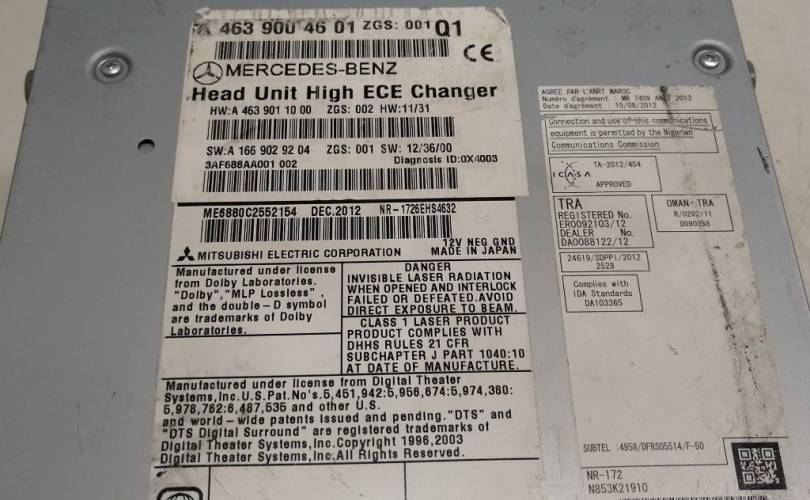 A 463 900 46 01 ZGS: 001 Q1
CE
MERCEDES-BENZ
Head Unit High ECE Changer
HW:A 463 901 10 00 ZGS: 002 HW:11/31
SW:A 166 902 92 04 ZGS: 001 SW: 12/36/00
3AF688AA001 002 Diagnosis ID:0X4003
ME6880C2552154 DEC.2012 NR-1726EHS4632
12V NEG GND
MITSUBISHI ELECTRIC CORPORATION MADE IN JAPAN
Manufactured under license
from Dolby Laboratories.
"Dolby","MLP Lossless",
and the double-D symbol
are trademarks of Dolby
Laboratories.
DANGER
INVISIBLE LASER RADIATION
WHEN OPENED AND INTERLOCK
FAILED OR DEFEATED.AVOID
DIRECT EXPOSURE TO BEAM.
CLASS 1 LASER PRODUCT
PRODUCT COMPLIES WITH
DHHS RULES 21 CFR
SUBCHAPTER J PART 1040:10
AT DATE OF MANUFACTURE.
Manufactured under license from Digital Theater
Systems,Inc.U.S.Pat.No's.5,451,942:5,956,674:5,974,380:
5,978,762:6,487,535 and other U.S.
and world-wide patents issued and pending."DTS" and
"DTS Digital Surround" are registered trademarks of
Digital Theater Systems,Inc.Copyright 1996,2003
Digital Theater Systems,Inc.All Rights Reserved.
AGREE PAR L'ANRT MAROC
Numéro d'agrément : MR 7409 ANRT 2012
Date d'agrément : 15/08/2012
Connection and use of this communications
equipment is permitted by the Nigerian
Communications Commission
ICASA
TA-2012/454
APPROVED
TRA
REGISTERED No.
ER0092103/12
DEALER No.
DA0088122/12
OMAN-TRA
R/0292/11
D090258
24619/SDPPI/2012
2528
Complies with
IDA Standards
DA103365
SUBTEL :4958/DFRS05514/F-50
NR-172
N853K21910